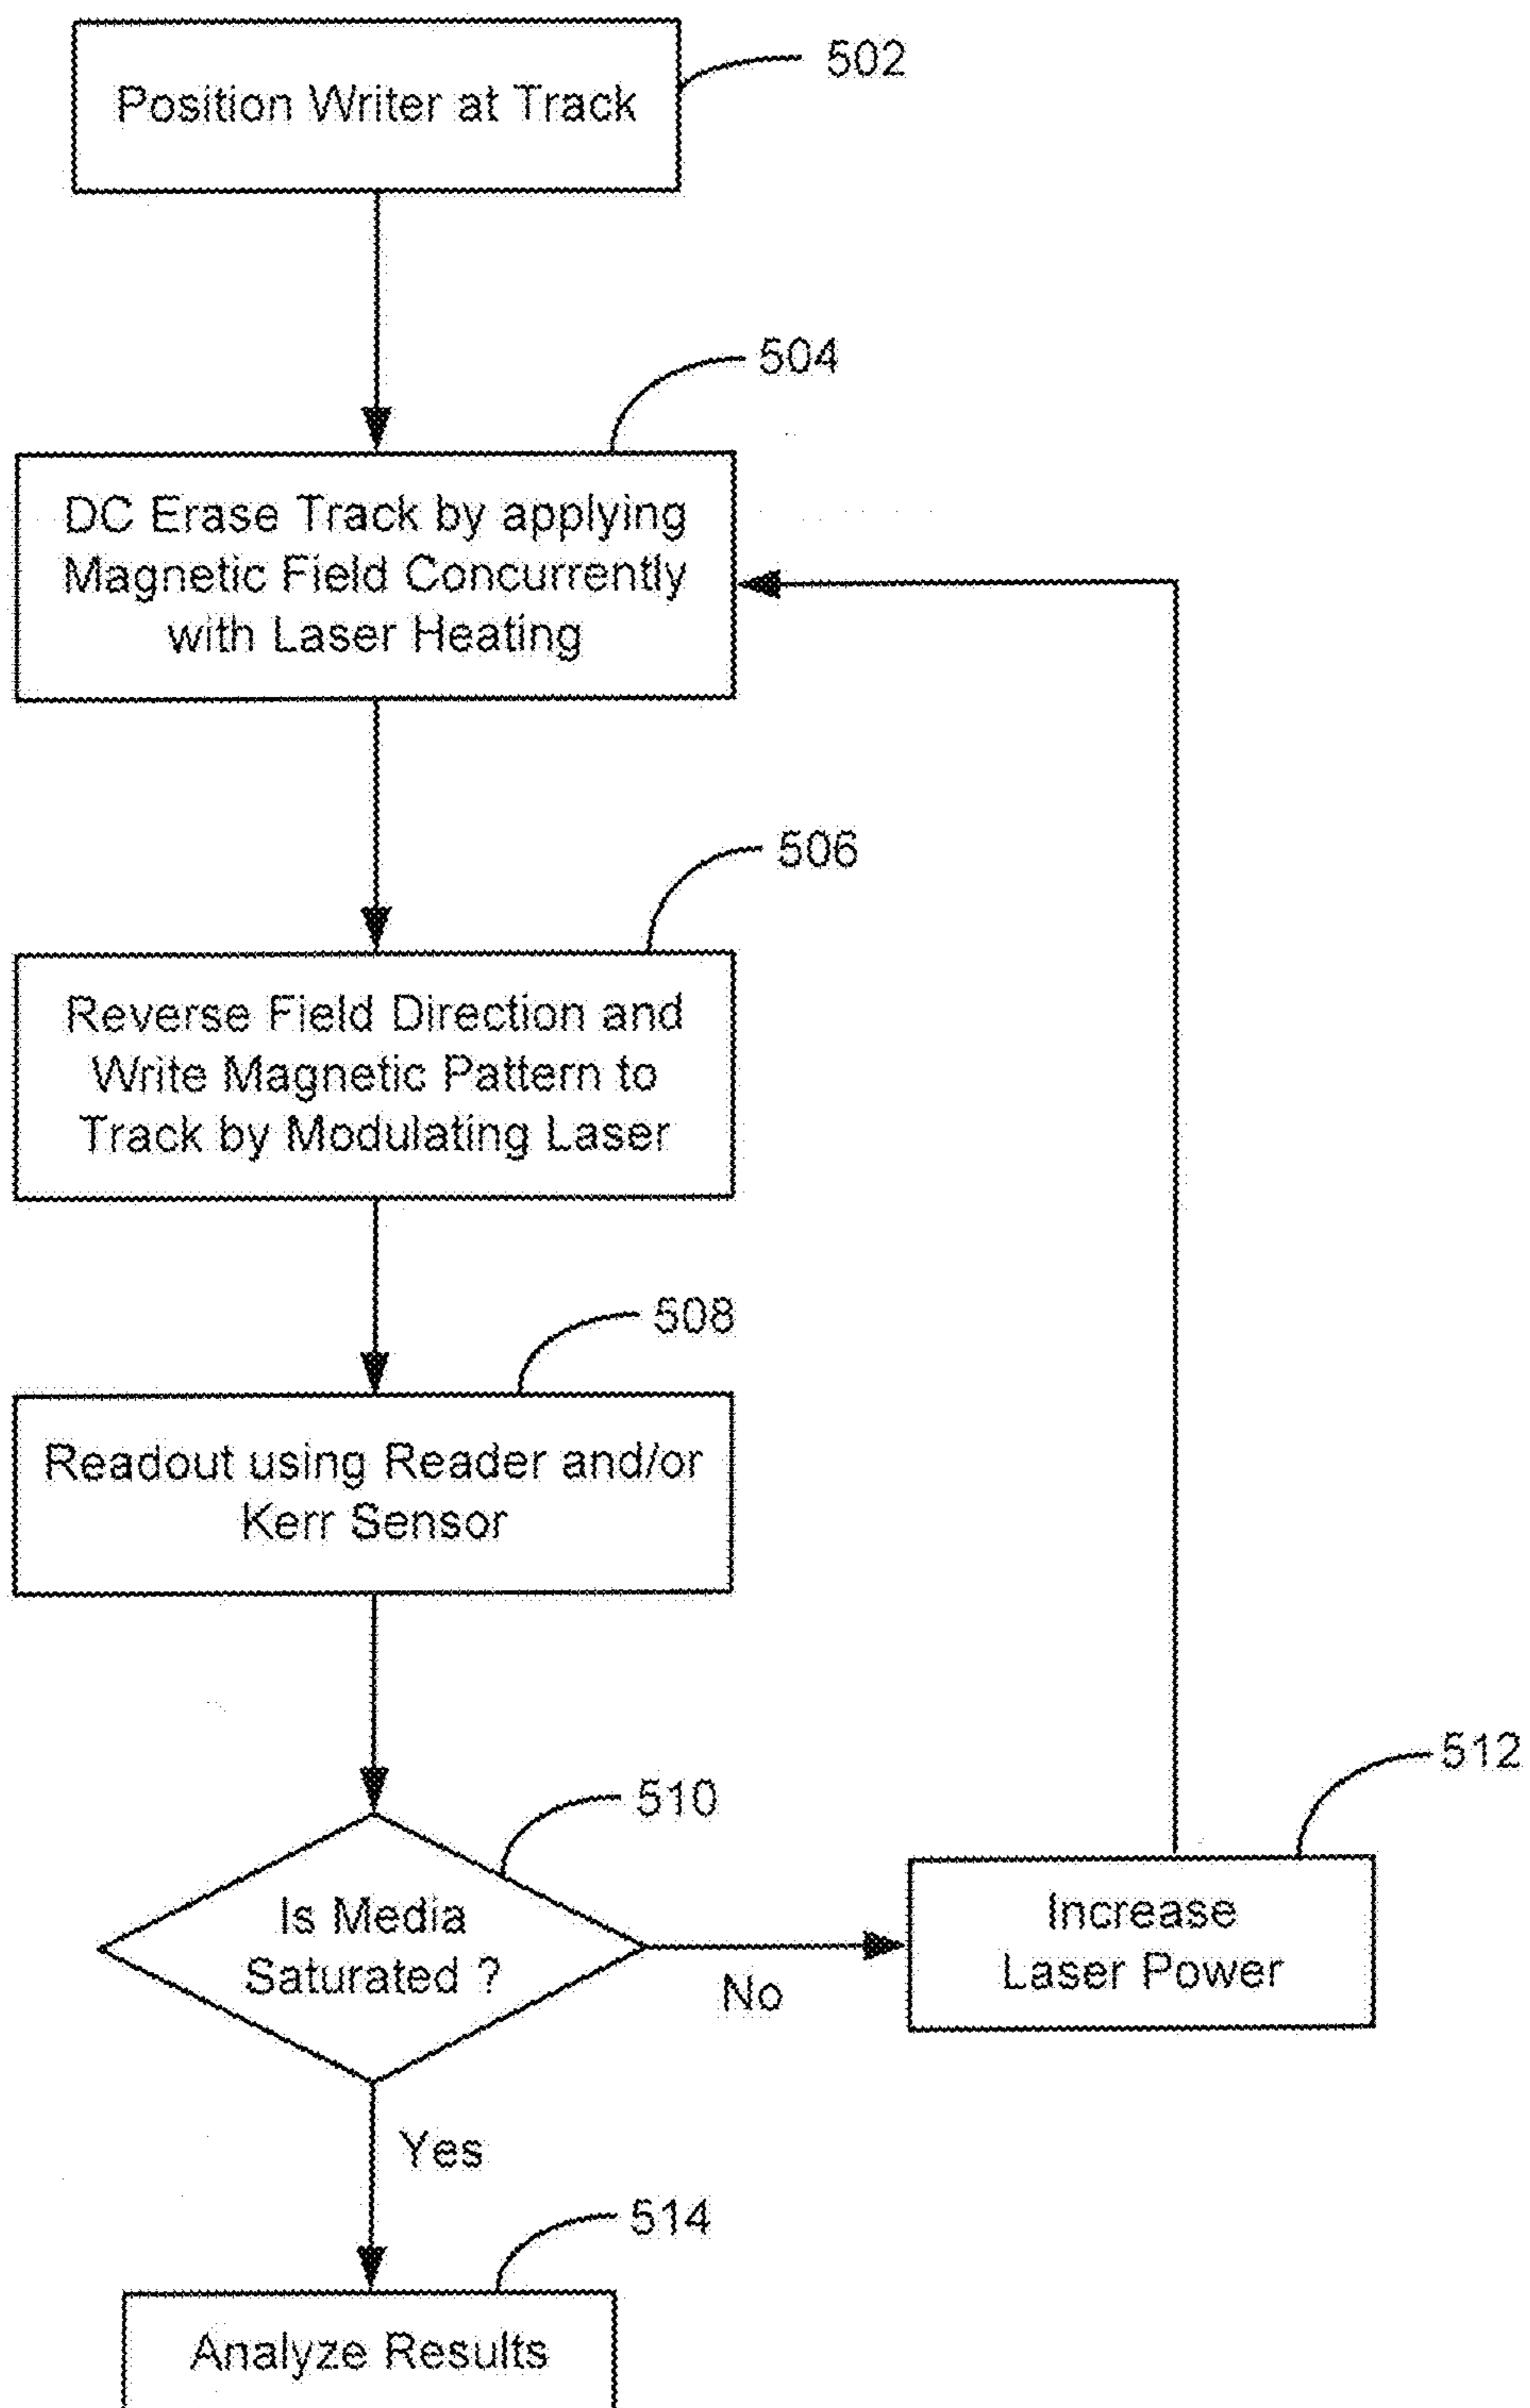 Position Writer at Track
502
504
DC Erase Track by applying
Magnetic Field Concurrently
with Laser Heating
506
Reverse Field Direction and
Write Magnetic Pattern to
Track by Modulating Laser
508
Readout using Reader and/or
Kerr Sensor
510
Is Media
Saturated ?
No
512
Increase
Laser Power
Yes
514
Analyze Results